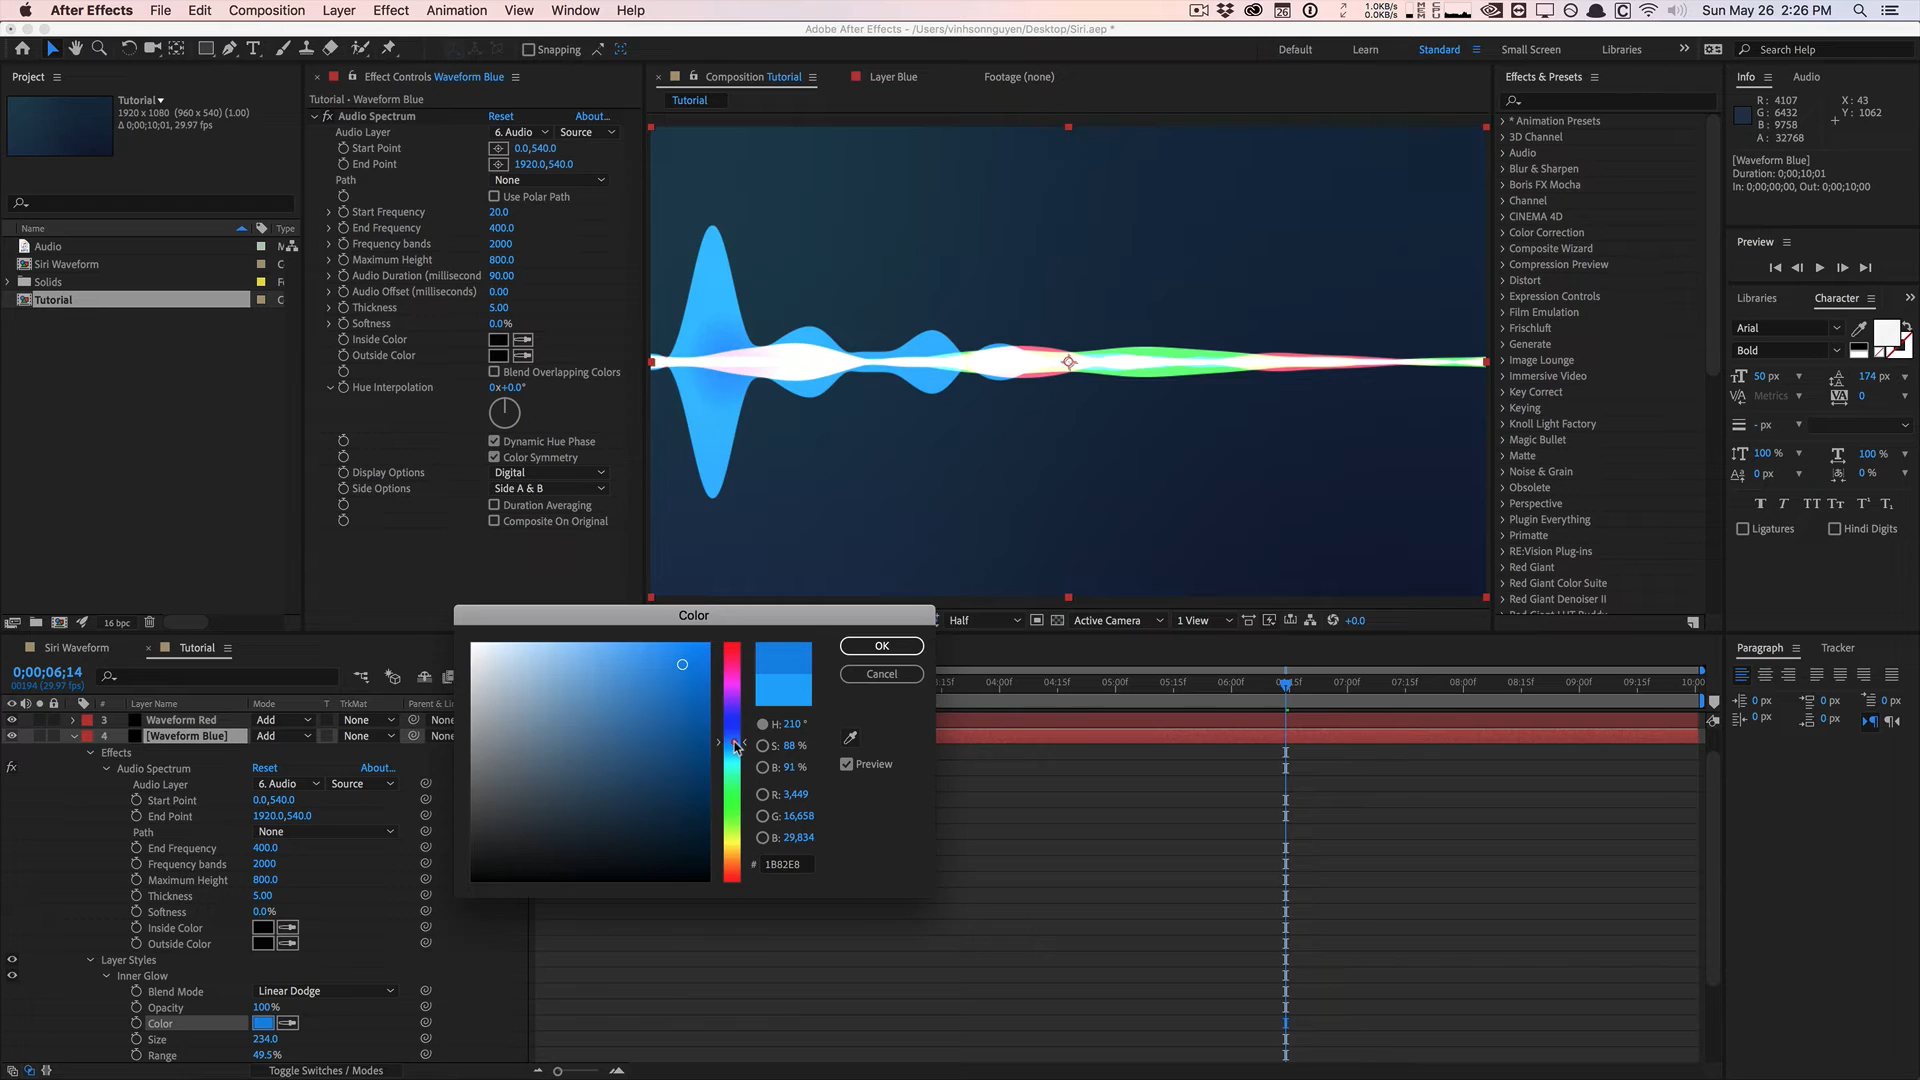 After Effects File Edit Composition Layer Effect Animation View Window Help
26 1.0KB/s 0.0KB/s Sun May 26 2:26 PM
Adobe After Effects - /Users/vinhsonnguyen/Desktop/Siri.aep *
Snapping Default Learn Standard Small Screen Libraries Search Help
Project
Tutorial
1920 x 1080 (960 x 540) (1.00)
Δ 0;00;10;01, 29.97 fps
Name Type
Audio
Siri Waveform C
Solids F
Tutorial C
16 bpc
Effect Controls Waveform Blue
Tutorial • Waveform Blue
fx Audio Spectrum Reset About...
Audio Layer 6. Audio Source
Start Point 0.0,540.0
End Point 1920.0,540.0
Path None
Use Polar Path
Start Frequency 20.0
End Frequency 400.0
Frequency bands 2000
Maximum Height 800.0
Audio Duration (millisecond 90.00
Audio Offset (milliseconds) 0.00
Thickness 5.00
Softness 0.0%
Inside Color
Outside Color
Blend Overlapping Colors
Hue Interpolation 0x+0.0°
Dynamic Hue Phase
Color Symmetry
Display Options Digital
Side Options Side A & B
Duration Averaging
Composite On Original
Composition Tutorial Layer Blue Footage (none)
Tutorial
Half Active Camera 1 View +0.0
Effects & Presets
* Animation Presets
3D Channel
Audio
Blur & Sharpen
Boris FX Mocha
Channel
CINEMA 4D
Color Correction
Composite Wizard
Compression Preview
Distort
Expression Controls
Film Emulation
Frischluft
Generate
Image Lounge
Immersive Video
Key Correct
Keying
Knoll Light Factory
Magic Bullet
Matte
Noise & Grain
Obsolete
Perspective
Plugin Everything
Primatte
RE:Vision Plug-ins
Red Giant
Red Giant Color Suite
Red Giant Denoiser II
Info Audio
R: 4107 X: 43
G: 6432 Y: 1062
B: 9758
A: 32768
[Waveform Blue]
Duration: 0;00;10;01
In: 0;00;00;00, Out: 0;00;10;00
Preview
Libraries Character
Arial
Bold
50 px 174 px
Metrics 0
- px
100 % 100 %
0 px 0 %
Ligatures Hindi Digits
Paragraph Tracker
0 px 0 px 0 px
0 px 0 px
Color
OK
Cancel
H: 210 °
S: 88 %
B: 91 %
Preview
R: 3,449
G: 16,658
B: 29,834
# 1B82E8
Siri Waveform Tutorial
0;00;06;14
00194 (29.97 fps)
:15f 04:00f 04:15f 05:00f 05:15f 06:00f 07:00f 07:15f 08:00f 08:15f 09:00f 09:15f 10:00
# Layer Name Mode T TrkMat Parent & Lin
3 Waveform Red Add None None
4 [Waveform Blue] Add None None
Effects
fx Audio Spectrum Reset About...
Audio Layer 6. Audio Source
Start Point 0.0,540.0
End Point 1920.0,540.0
Path None
End Frequency 400.0
Frequency bands 2000
Maximum Height 800.0
Thickness 5.00
Softness 0.0%
Inside Color
Outside Color
Layer Styles
Inner Glow
Blend Mode Linear Dodge
Opacity 100%
Color
Size 234.0
Range 49.5%
Toggle Switches / Modes